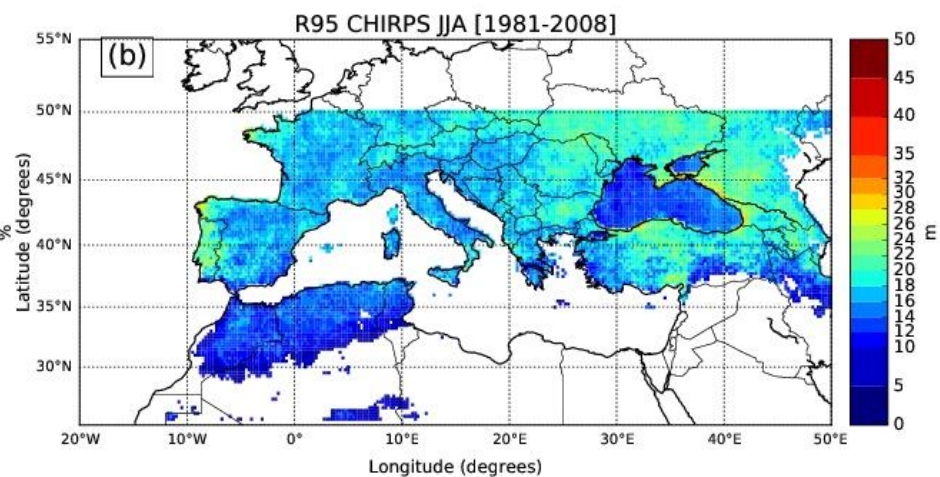 R95 CHIRPS JJA [1981-2008]
(b)
55°N
50°N
45°N
40°N
35°N
30°N
%
Latitude (degrees)
20°W 10°W 0° 10°E 20°E 30°E 40°E 50°E
Longitude (degrees)
50
45
40
35
30
28
26
24
22
20
18
16
14
12
10
5
0
m